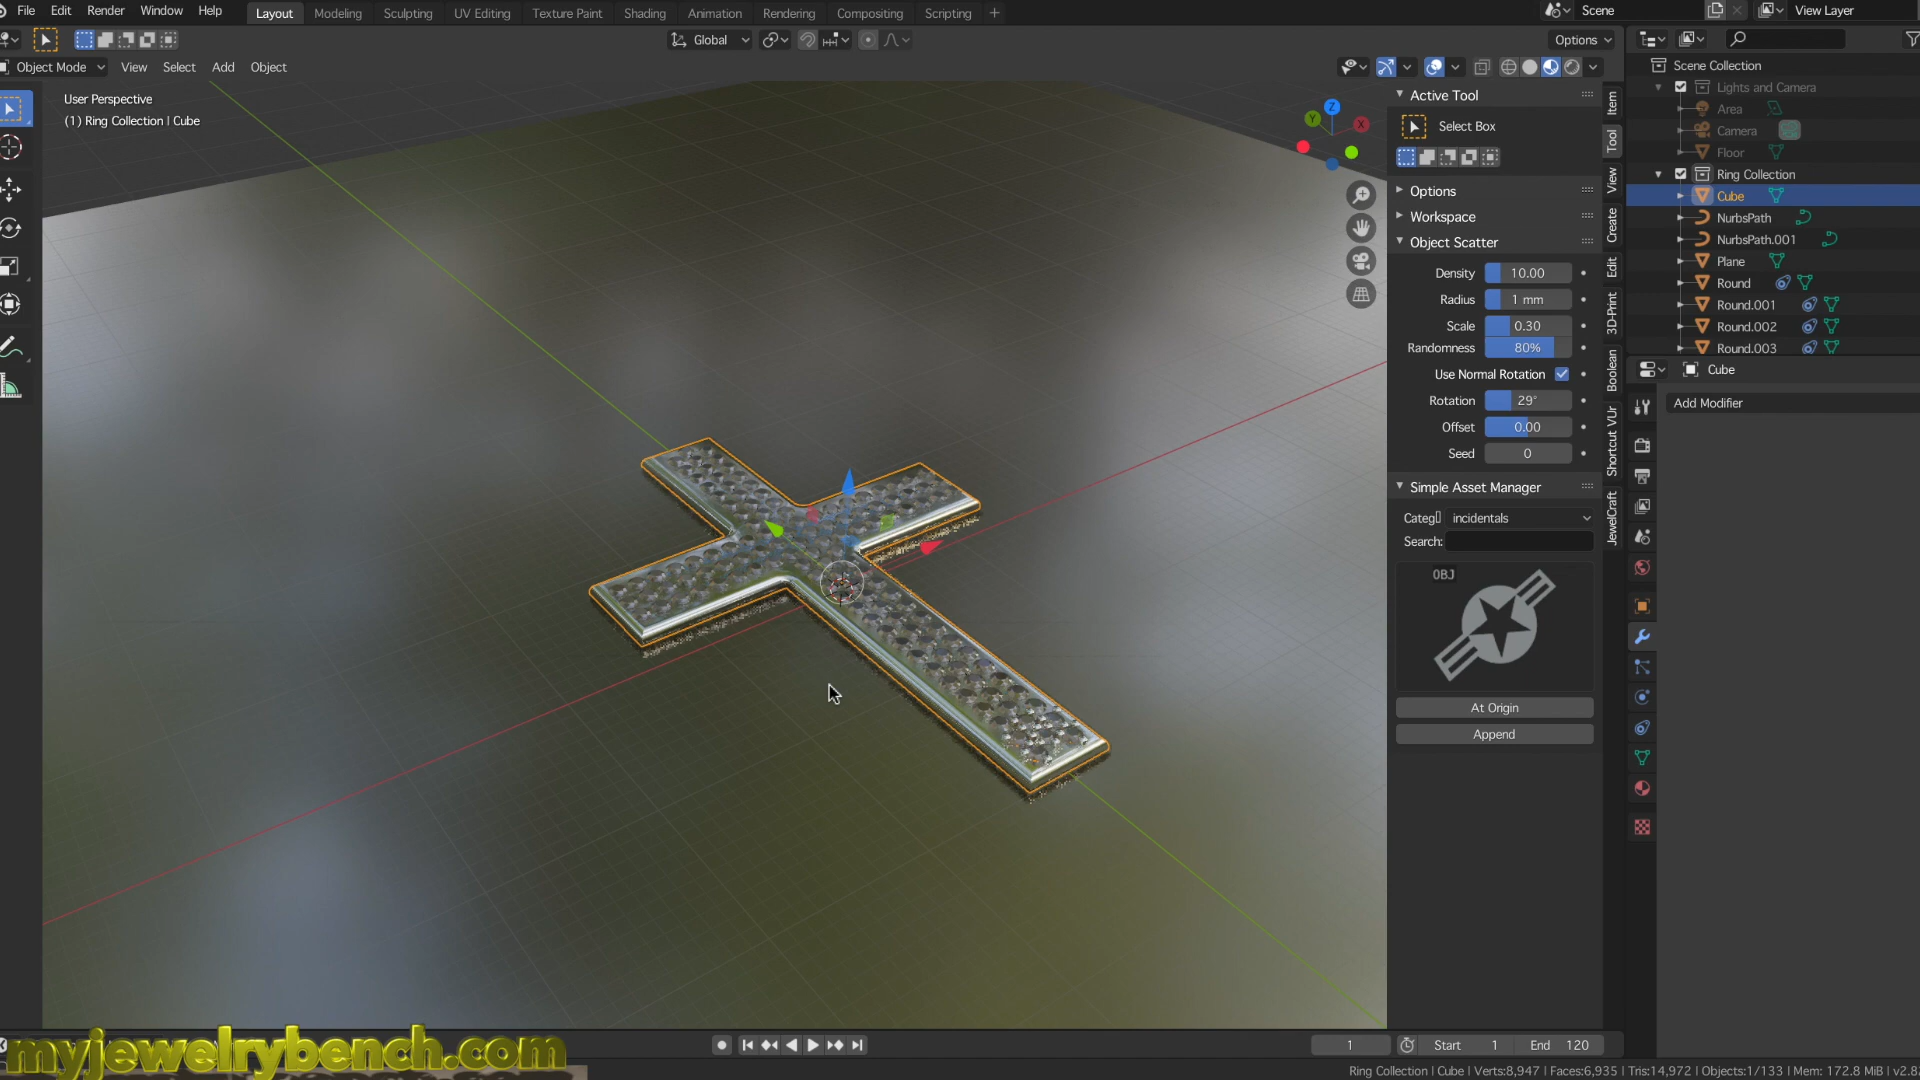 File Edit Render Window Help Layout Modeling Sculpting UV Editing Texture Paint Shading Animation Rendering Compositing Scripting + Scene View Layer
Global Options
Object Mode View Select Add Object
User Perspective
(1) Ring Collection | Cube
Z
Y
X
Active Tool
Select Box
Options
Workspace
Object Scatter
Density 10.00
Radius 1 mm
Scale 0.30
Randomness 80%
Use Normal Rotation
Rotation 29°
Offset 0.00
Seed 0
Simple Asset Manager
incidentals
Search:
OBJ
At Origin
Append
Item
Tool
View
Create
Edit
3D-Print
Boolean
Shortcut VUr
JewelCraft
Scene Collection
Lights and Camera
Area
Camera
Floor
Ring Collection
Cube
NurbsPath
NurbsPath.001
Plane
Round
Round.001
Round.002
Round.003
Cube
Add Modifier
myjewelrybench.com
1 Start 1 End 120
Ring Collection | Cube | Verts:8,947 | Faces:6,935 | Tris:14,972 | Objects:1/133 | Mem: 172.8 MiB | v2.8